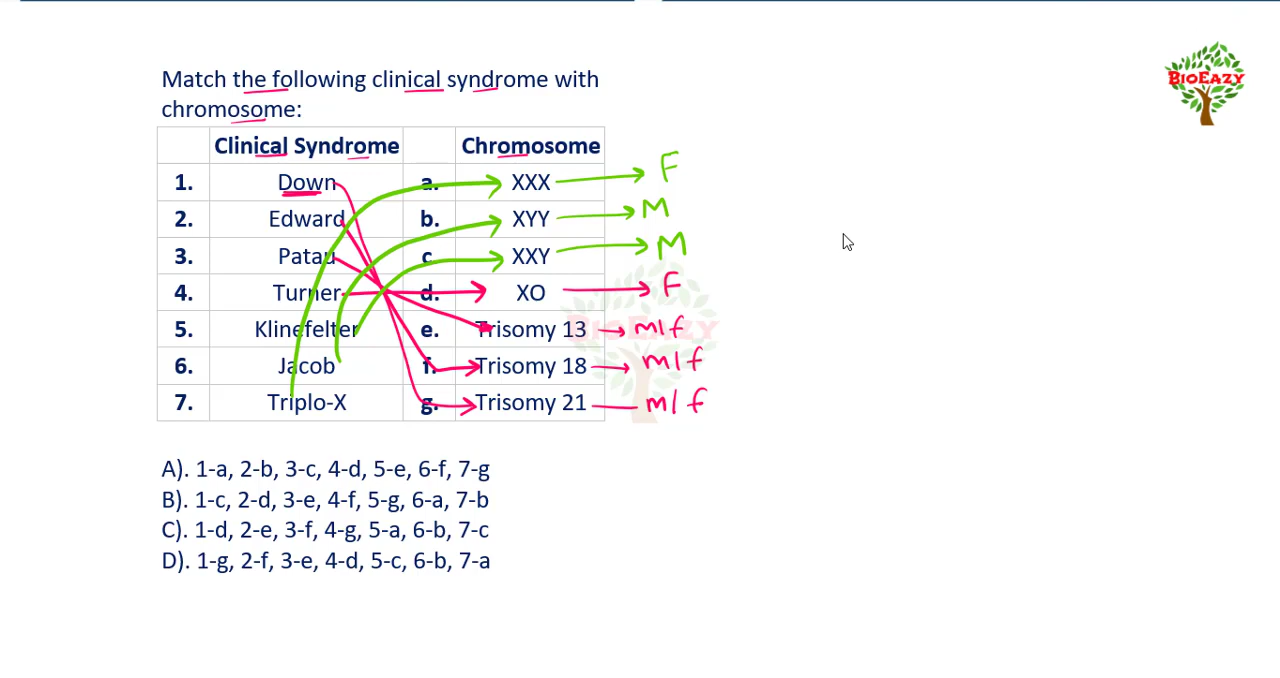 BIOEAZY
Match the following clinical syndrome with
chromosome:
Clinical Syndrome Chromosome
1. Down a. XXX F
2. Edward b. XYY M
3. Patau c XXY M
4. Turner d. XO F
5. Klinefelter e. Trisomy 13 m/f
6. Jacob f. Trisomy 18 m/f
7. Triplo-X g. Trisomy 21 m/f
BIOEAZY
A). 1-a, 2-b, 3-c, 4-d, 5-e, 6-f, 7-g
B). 1-c, 2-d, 3-e, 4-f, 5-g, 6-a, 7-b
C). 1-d, 2-e, 3-f, 4-g, 5-a, 6-b, 7-c
D). 1-g, 2-f, 3-e, 4-d, 5-c, 6-b, 7-a